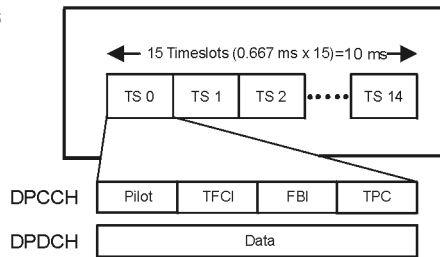 15 Timeslots (0.667 ms x 15)=10 ms
TS 0 TS 1 TS 2 TS 14
DPCCH Pilot TFCI FBI TPC
DPDCH Data